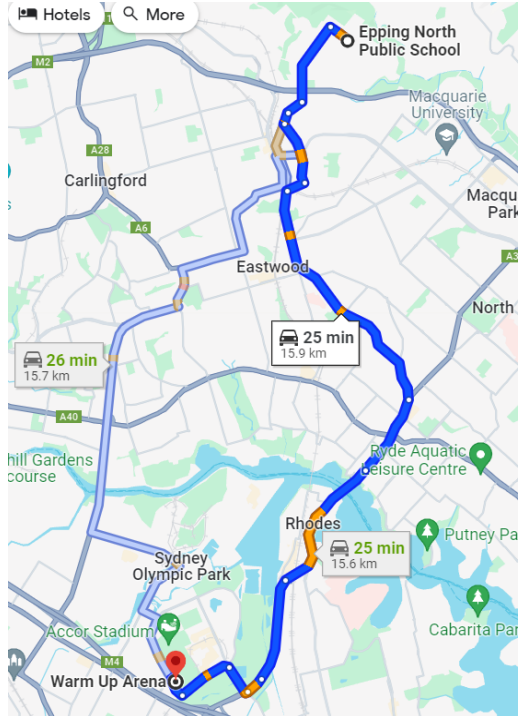 Hotels
More
Epping North
Public School
M2
Macquarie
University
A28
Carlingford
Macqu
Park
A6
A3
Eastwood
North
25 min
15.9 km
26 min
15.7 km
A40
Ryde Aquatic
Leisure Centre
hill Gardens
course
Rhodes
25 min
15.6 km
Putney Par
Sydney
Olympic Park
Cabarita Par
Accor Stadium
M4
Warm Up Arena